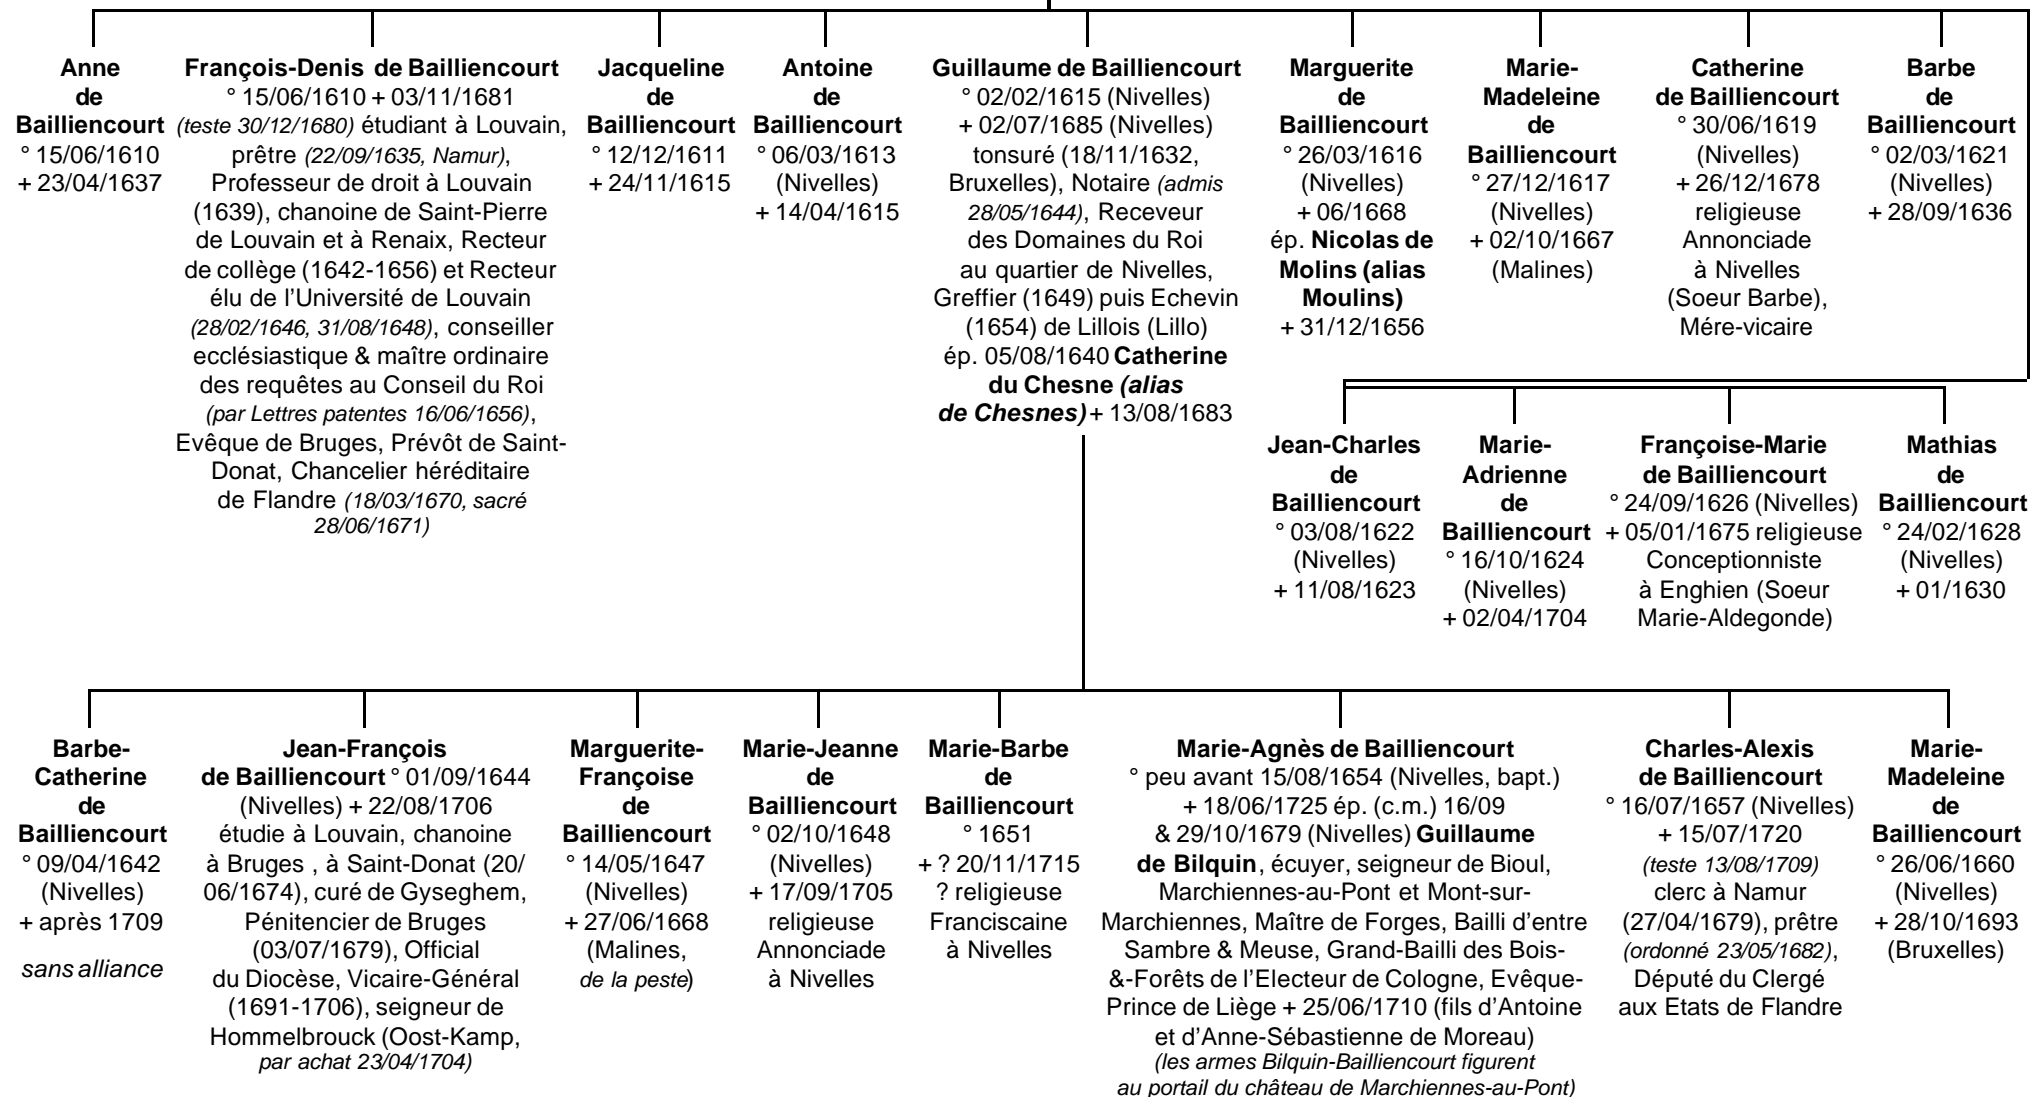 Anne
de
Bailliencourt
° 15/06/1610
+ 23/04/1637
François-Denis de Bailliencourt
° 15/06/1610 + 03/11/1681
(teste 30/12/1680) étudiant à Louvain,
prêtre (22/09/1635, Namur),
Professeur de droit à Louvain
(1639), chanoine de Saint-Pierre
de Louvain et à Renaix, Recteur
de collège (1642-1656) et Recteur
élu de l’Université de Louvain
(28/02/1646, 31/08/1648), conseiller
ecclésiastique & maître ordinaire
des requêtes au Conseil du Roi
(par Lettres patentes 16/06/1656),
Evêque de Bruges, Prévôt de Saint-
Donat, Chancelier héréditaire
de Flandre (18/03/1670, sacré
28/06/1671)
Jacqueline
de
Bailliencourt
° 12/12/1611
+ 24/11/1615
Antoine
de
Bailliencourt
° 06/03/1613
(Nivelles)
+ 14/04/1615
Guillaume de Bailliencourt
° 02/02/1615 (Nivelles)
+ 02/07/1685 (Nivelles)
tonsuré (18/11/1632,
Bruxelles), Notaire (admis
28/05/1644), Receveur
des Domaines du Roi
au quartier de Nivelles,
Greffier (1649) puis Echevin
(1654) de Lillois (Lillo)
ép. 05/08/1640 Catherine
du Chesne (alias
de Chesnes) + 13/08/1683
Marguerite
de
Bailliencourt
° 26/03/1616
(Nivelles)
+ 06/1668
ép. Nicolas de
Molins (alias
Moulins)
+ 31/12/1656
Marie-
Madeleine
de
Bailliencourt
° 27/12/1617
(Nivelles)
+ 02/10/1667
(Malines)
Catherine
de Bailliencourt
° 30/06/1619
(Nivelles)
+ 26/12/1678
religieuse
Annonciade
à Nivelles
(Soeur Barbe),
Mére-vicaire
Barbe
de
Bailliencourt
° 02/03/1621
(Nivelles)
+ 28/09/1636
Jean-Charles
de
Bailliencourt
° 03/08/1622
(Nivelles)
+ 11/08/1623
Marie-
Adrienne
de
Bailliencourt
° 16/10/1624
(Nivelles)
+ 02/04/1704
Françoise-Marie
de Bailliencourt
° 24/09/1626 (Nivelles)
+ 05/01/1675 religieuse
Conceptionniste
à Enghien (Soeur
Marie-Aldegonde)
Mathias
de
Bailliencourt
° 24/02/1628
(Nivelles)
+ 01/1630
Barbe-
Catherine
de
Bailliencourt
° 09/04/1642
(Nivelles)
+ après 1709
sans alliance
Jean-François
de Bailliencourt ° 01/09/1644
(Nivelles) + 22/08/1706
étudie à Louvain, chanoine
à Bruges , à Saint-Donat (20/
06/1674), curé de Gyseghem,
Pénitencier de Bruges
(03/07/1679), Official
du Diocèse, Vicaire-Général
(1691-1706), seigneur de
Hommelbrouck (Oost-Kamp,
par achat 23/04/1704)
Marguerite-
Françoise
de
Bailliencourt
° 14/05/1647
(Nivelles)
+ 27/06/1668
(Malines,
de la peste)
Marie-Jeanne
de
Bailliencourt
° 02/10/1648
(Nivelles)
+ 17/09/1705
religieuse
Annonciade
à Nivelles
Marie-Barbe
de
Bailliencourt
° 1651
+ ? 20/11/1715
? religieuse
Franciscaine
à Nivelles
Marie-Agnès de Bailliencourt
° peu avant 15/08/1654 (Nivelles, bapt.)
+ 18/06/1725 ép. (c.m.) 16/09
& 29/10/1679 (Nivelles) Guillaume
de Bilquin, écuyer, seigneur de Bioul,
Marchiennes-au-Pont et Mont-sur-
Marchiennes, Maître de Forges, Bailli d’entre
Sambre & Meuse, Grand-Bailli des Bois-
&-Forêts de l’Electeur de Cologne, Evêque-
Prince de Liège + 25/06/1710 (fils d’Antoine
et d’Anne-Sébastienne de Moreau)
(les armes Bilquin-Bailliencourt figurent
au portail du château de Marchiennes-au-Pont)
Charles-Alexis
de Bailliencourt
° 16/07/1657 (Nivelles)
+ 15/07/1720
(teste 13/08/1709)
clerc à Namur
(27/04/1679), prêtre
(ordonné 23/05/1682),
Député du Clergé
aux Etats de Flandre
Marie-
Madeleine
de
Bailliencourt
° 26/06/1660
(Nivelles)
+ 28/10/1693
(Bruxelles)